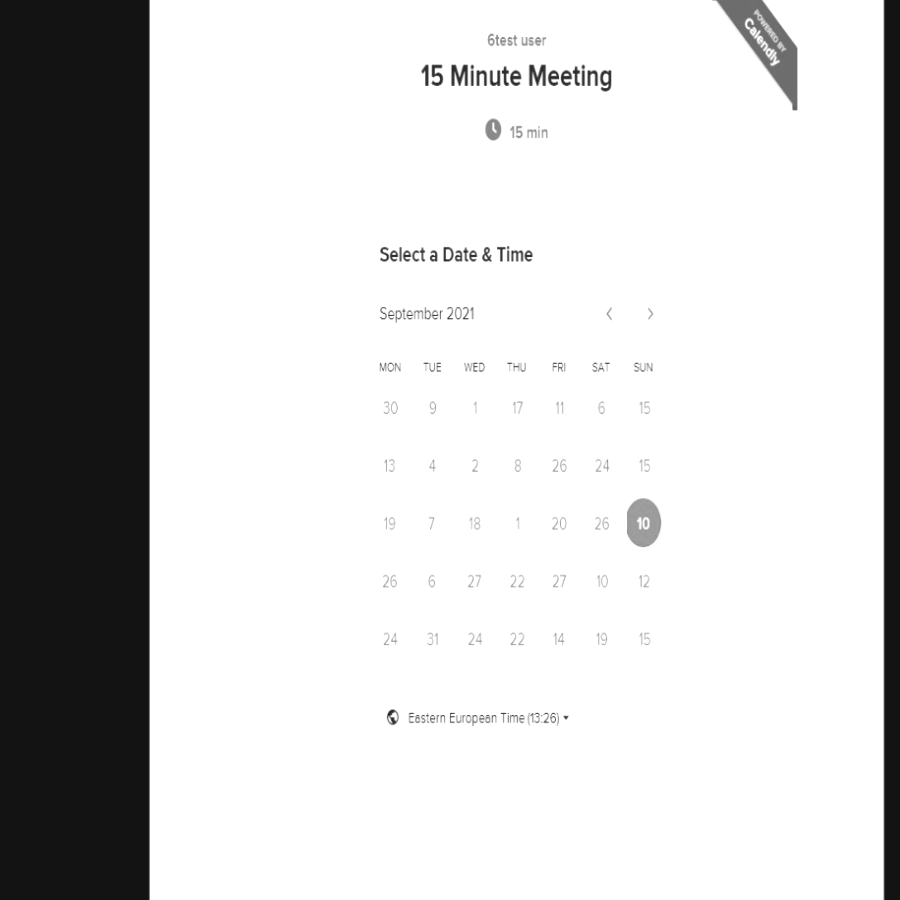 6test user
POWERED BY
Calendly
15 Minute Meeting
15 min
Select a Date & Time
September 2021
MON TUE WED THU FRI SAT SUN
30 9 1 17 11 6 15
13 4 2 8 26 24 15
19 7 18 1 20 26 10
26 6 27 22 27 10 12
24 31 24 22 14 19 15
Eastern European Time (13:26)